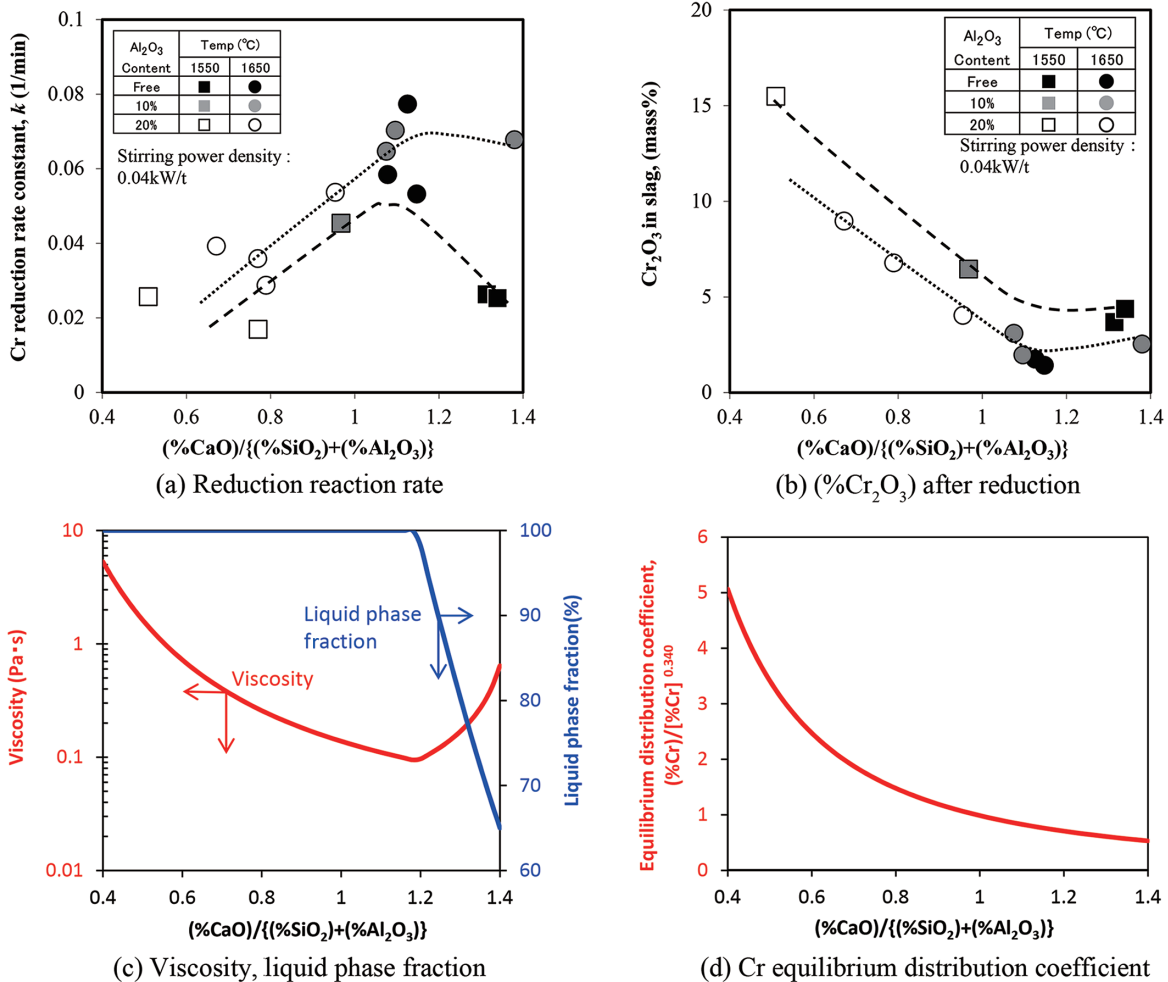 Cr reduction rate constant, k (1/min)
0.1
0.08
0.06
0.04
0.02
0
Al2O3
Content
Temp (℃)
1550 1650
Free
10%
20%
Stirring power density :
0.04kW/t
0.4 0.6 0.8 1 1.2 1.4
(%CaO)/{(%SiO2)+(%Al2O3)}
(a) Reduction reaction rate
Cr2O3 in slag, (mass%)
20
15
10
5
0
Al2O3
Content
Temp (℃)
1550 1650
Free
10%
20%
Stirring power density :
0.04kW/t
0.4 0.6 0.8 1 1.2 1.4
(%CaO)/{(%SiO2)+(%Al2O3)}
(b) (%Cr2O3) after reduction
Viscosity (Pa・s)
10
1
0.1
0.01
Liquid phase
fraction
Viscosity
100
90
80
70
60
Liquid phase fraction(%)
0.4 0.6 0.8 1 1.2 1.4
(%CaO)/{(%SiO2)+(%Al2O3)}
(c) Viscosity, liquid phase fraction
Equilibrium distribution coefficient,
(%Cr)/[%Cr] 0.340
6
5
4
3
2
1
0
0.4 0.6 0.8 1 1.2 1.4
(%CaO)/{(%SiO2)+(%Al2O3)}
(d) Cr equilibrium distribution coefficient